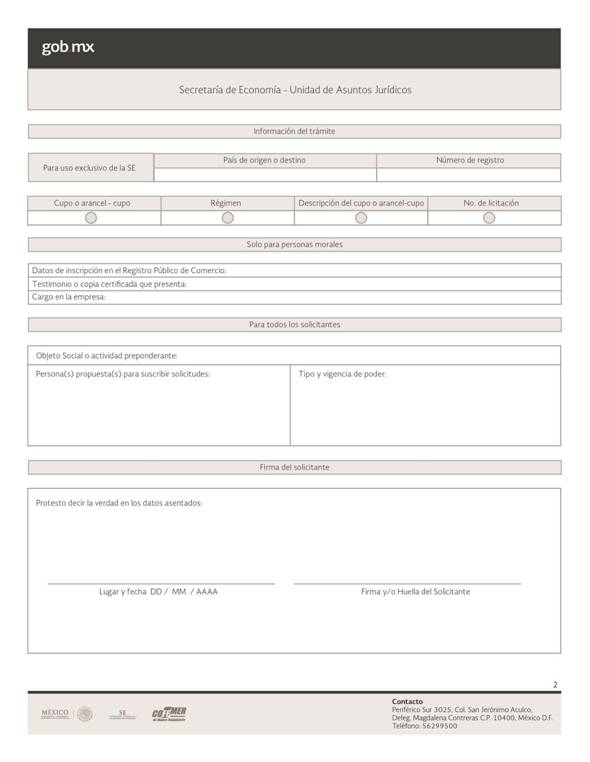 gob.mx
Secretaría de Economía - Unidad de Asuntos Jurídicos
Información del trámite
Para uso exclusivo de la SE
País de origen o destino
Número de registro
Cupo o arancel - cupo
Régimen
Descripción del cupo o arancel-cupo
No. de licitación
Solo para personas morales
Datos de inscripción en el Registro Público de Comercio:
Testimonio o copia certificada que presenta:
Cargo en la empresa:
Para todos los solicitantes
Objeto Social o actividad preponderante:
Persona(s) propuesta(s) para suscribir solicitudes:
Tipo y vigencia de poder:
Firma del solicitante
Protesto decir la verdad en los datos asentados:
Lugar y fecha DD / MM / AAAA
Firma y/o Huella del Solicitante
2
MÉXICO
SE
Contacto
Periférico Sur 3025, Col. San Jerónimo Aculco,
Deleg. Magdalena Contreras C.P. 10400, México D.F.
Teléfono: 56299500